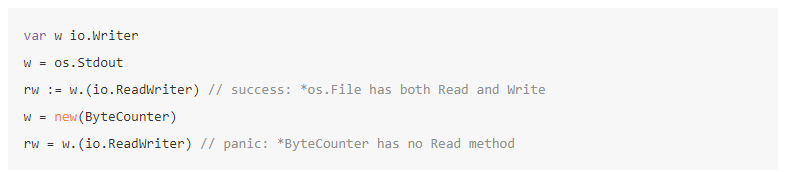 var w io.Writer
w = os.Stdout
rw := w.(io.ReadWriter) // success: *os.File has both Read and Write
w = new(ByteCounter)
rw = w.(io.ReadWriter) // panic: *ByteCounter has no Read method